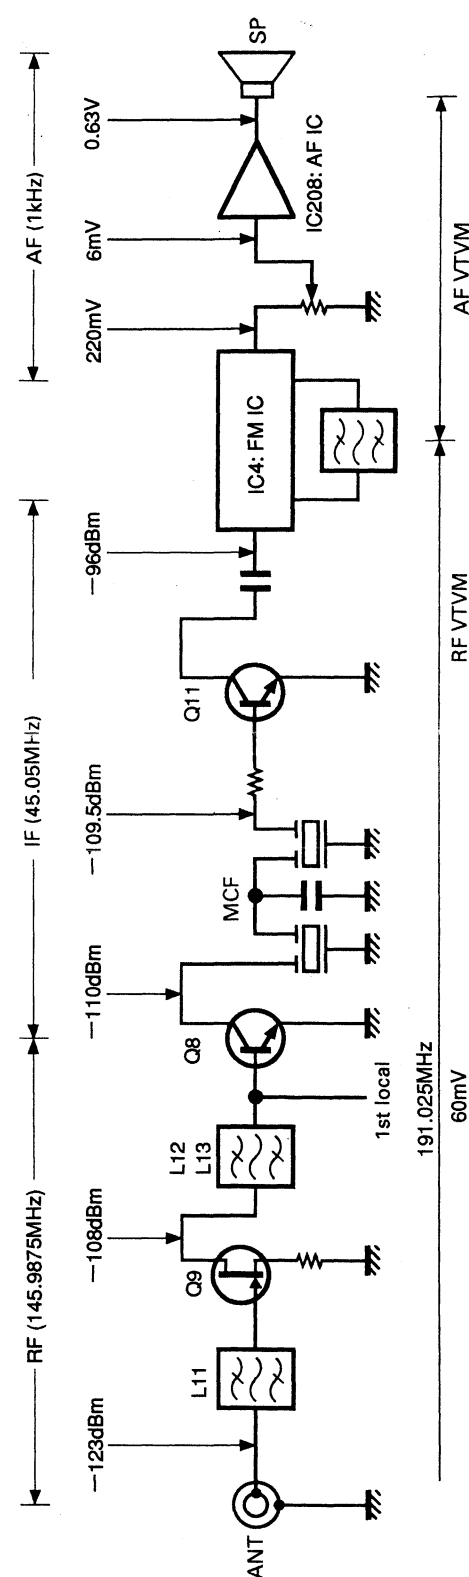 RF (145.9875MHz)
IF (45.05MHz)
AF (1kHz)
—123dBm
—108dBm
—110dBm
—109.5dBm
—96dBm
220mV
6mV
0.63V
ANT
L11
Q9
L12
L13
Q8
MCF
Q11
IC4: FM IC
IC208: AF IC
SP
1st local
191.025MHz
60mV
RF VTVM
AF VTVM